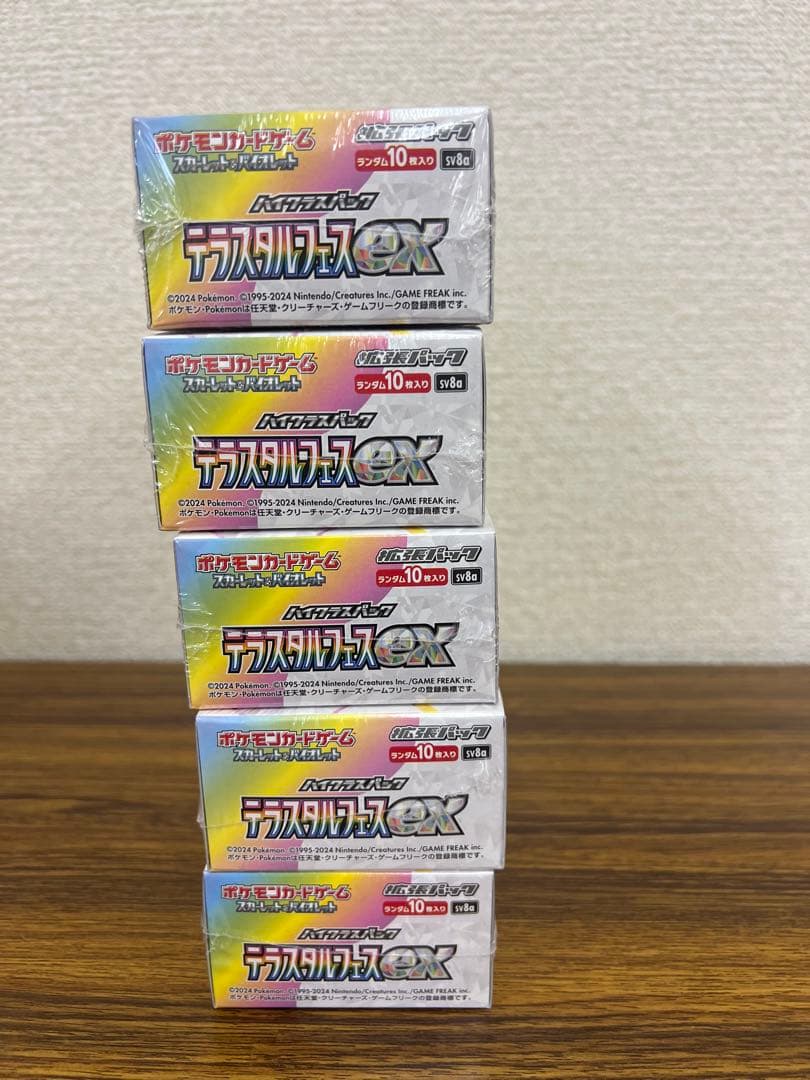 ポケモンカードゲーム
スカーレット&バイオレット
拡張パック
ランダム10枚入り sv8a
ハイクラスパック
テラスタルフェスex
©2024 Pokémon. ©1995-2024 Nintendo/Creatures Inc./GAME FREAK inc.
ポケモン・Pokémonは任天堂・クリーチャーズ・ゲームフリークの登録商標です。
ポケモンカードゲーム
スカーレット&バイオレット
拡張パック
ランダム10枚入り sv8a
ハイクラスパック
テラスタルフェスex
©2024 Pokémon. ©1995-2024 Nintendo/Creatures Inc./GAME FREAK inc.
ポケモン・Pokémonは任天堂・クリーチャーズ・ゲームフリークの登録商標です。
ポケモンカードゲーム
スカーレット&バイオレット
拡張パック
ランダム10枚入り sv8a
ハイクラスパック
テラスタルフェスex
©2024 Pokémon. ©1995-2024 Nintendo/Creatures Inc./GAME FREAK inc.
ポケモン・Pokémonは任天堂・クリーチャーズ・ゲームフリークの登録商標です。
ポケモンカードゲーム
スカーレット&バイオレット
拡張パック
ランダム10枚入り sv8a
ハイクラスパック
テラスタルフェスex
©2024 Pokémon. ©1995-2024 Nintendo/Creatures Inc./GAME FREAK inc.
ポケモン・Pokémonは任天堂・クリーチャーズ・ゲームフリークの登録商標です。
ポケモンカードゲーム
スカーレット&バイオレット
拡張パック
ランダム10枚入り sv8a
ハイクラスパック
テラスタルフェスex
©2024 Pokémon. ©1995-2024 Nintendo/Creatures Inc./GAME FREAK inc.
ポケモン・Pokémonは任天堂・クリーチャーズ・ゲームフリークの登録商標です。